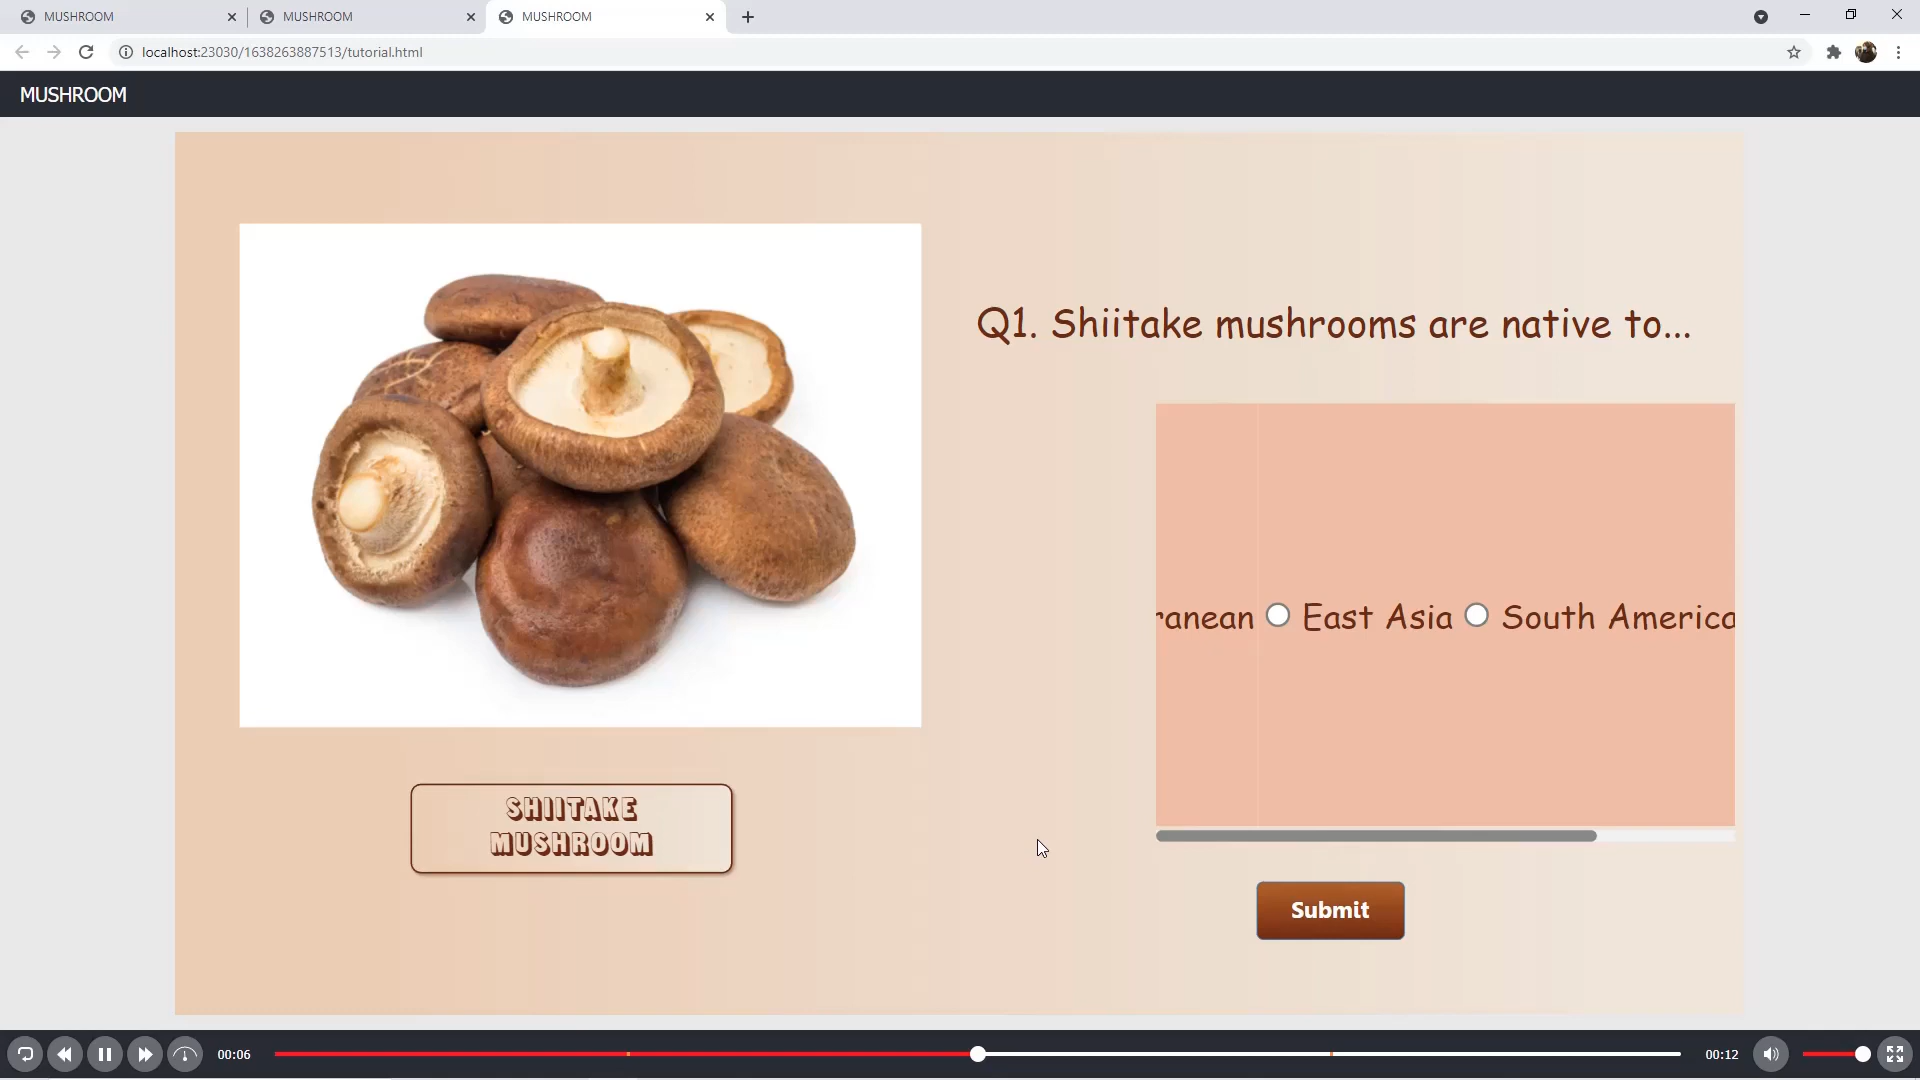 MUSHROOM
MUSHROOM
MUSHROOM
localhost:23030/1638263887513/tutorial.html
MUSHROOM
Q1. Shiitake mushrooms are native to...
ranean East Asia South America
SHIITAKE
MUSHROOM
Submit
00:06
00:12